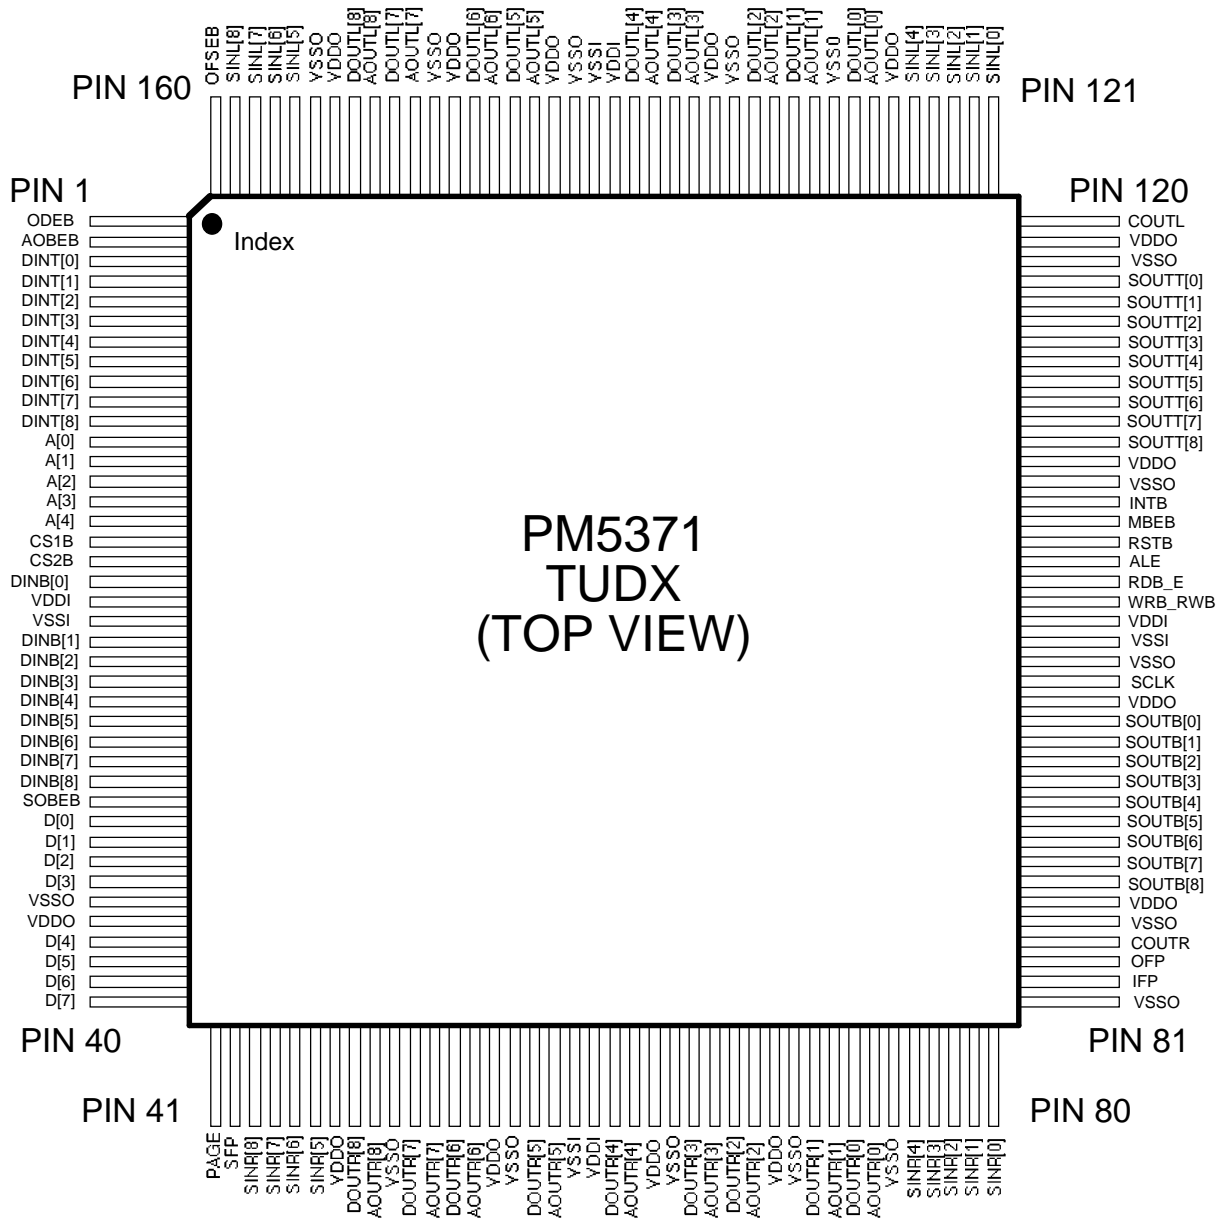 OFSEB
SINL[8]
SINL[7]
SINL[6]
SINL[5]
VSSO
VDDO
DOUTL[8]
AOUTL[8]
DOUTL[7]
AOUTL[7]
VSSO
VDDO
DOUTL[6]
AOUTL[6]
DOUTL[5]
AOUTL[5]
VDDO
VSSO
VSSI
VDDI
DOUTL[4]
AOUTL[4]
DOUTL[3]
AOUTL[3]
VDDO
VSSO
DOUTL[2]
AOUTL[2]
DOUTL[1]
AOUTL[1]
VSS0
DOUTL[0]
AOUTL[0]
VDDO
SINL[4]
SINL[3]
SINL[2]
SINL[1]
SINL[0]
PIN 160
PIN 121
PIN 1
PIN 120
ODEB
AOBEB
DINT[0]
DINT[1]
DINT[2]
DINT[3]
DINT[4]
DINT[5]
DINT[6]
DINT[7]
DINT[8]
A[0]
A[1]
A[2]
A[3]
A[4]
CS1B
CS2B
DINB[0]
VDDI
VSSI
DINB[1]
DINB[2]
DINB[3]
DINB[4]
DINB[5]
DINB[6]
DINB[7]
DINB[8]
SOBEB
D[0]
D[1]
D[2]
D[3]
VSSO
VDDO
D[4]
D[5]
D[6]
D[7]
Index
PM5371
TUDX
(TOP VIEW)
COUTL
VDDO
VSSO
SOUTT[0]
SOUTT[1]
SOUTT[2]
SOUTT[3]
SOUTT[4]
SOUTT[5]
SOUTT[6]
SOUTT[7]
SOUTT[8]
VDDO
VSSO
INTB
MBEB
RSTB
ALE
RDB_E
WRB_RWB
VDDI
VSSI
VSSO
SCLK
VDDO
SOUTB[0]
SOUTB[1]
SOUTB[2]
SOUTB[3]
SOUTB[4]
SOUTB[5]
SOUTB[6]
SOUTB[7]
SOUTB[8]
VDDO
VSSO
COUTR
OFP
IFP
VSSO
PIN 40
PIN 81
PIN 41
PIN 80
PAGE
SFP
SINR[8]
SINR[7]
SINR[6]
SINR[5]
VDDO
DOUTR[8]
AOUTR[8]
VSSO
DOUTR[7]
AOUTR[7]
DOUTR[6]
AOUTR[6]
VDDO
VSSO
DOUTR[5]
AOUTR[5]
VSSI
VDDI
DOUTR[4]
AOUTR[4]
VDDO
VSSO
DOUTR[3]
AOUTR[3]
DOUTR[2]
AOUTR[2]
VDDO
VSSO
DOUTR[1]
AOUTR[1]
DOUTR[0]
AOUTR[0]
VSSO
SINR[4]
SINR[3]
SINR[2]
SINR[1]
SINR[0]